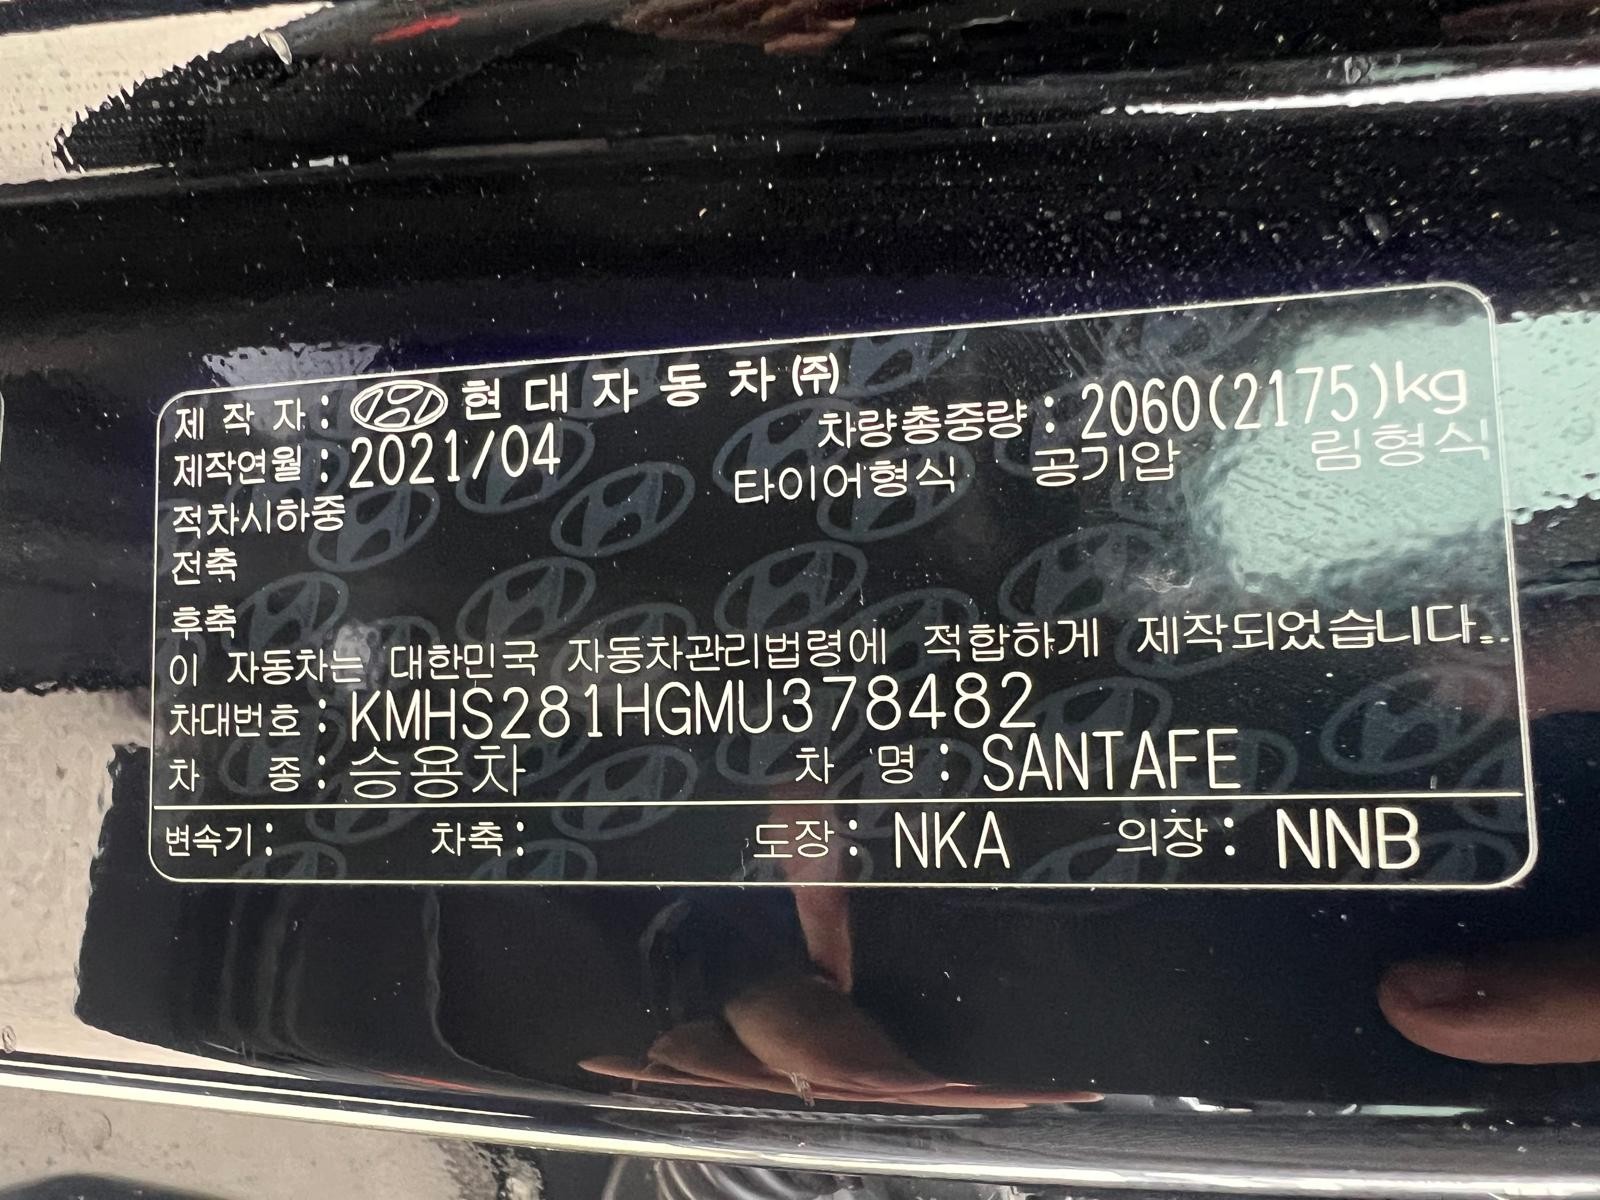 제 작 자 : 현 대 자 동 차 ㈜
제작연월 : 2021/04 차량총중량 : 2060(2175)kg
적차시하중 타이어형식 공기압 림형식
전축
후축
이 자동차는 대한민국 자동차관리법령에 적합하게 제작되었습니다.
차대번호 : KMHS281HGMU378482
차 종 : 승용차 차 명 : SANTAFE
변속기 : 차축 : 도장 : NKA 의장 : NNB